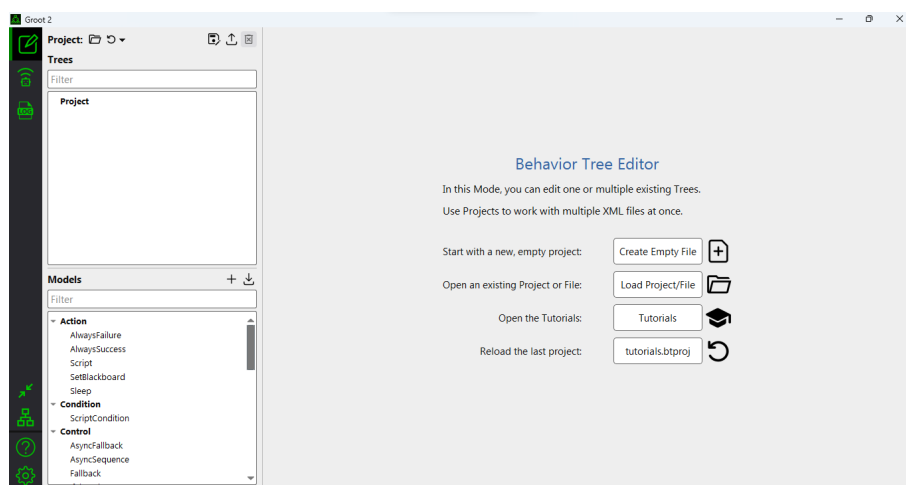 Groot 2
Project:
Trees
Filter
Project
LOG
Models
Filter
Action
AlwaysFailure
AlwaysSuccess
Script
SetBlackboard
Sleep
Condition
ScriptCondition
Control
AsyncFallback
AsyncSequence
Fallback
Behavior Tree Editor
In this Mode, you can edit one or multiple existing Trees.
Use Projects to work with multiple XML files at once.
Start with a new, empty project: Create Empty File
Open an existing Project or File: Load Project/File
Open the Tutorials: Tutorials
Reload the last project: tutorials.btproj